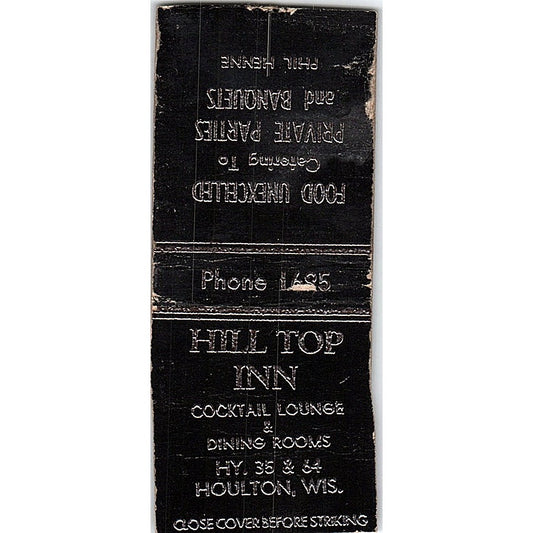 FOOD UNEXCELLED
Catering To
PRIVATE PARTIES
and BANQUETS
PHIL HENNE
Phone
HILL TOP
INN
COCKTAIL LOUNGE
&
DINING ROOMS
HY. 35 & 64
HOULTON, WIS.
CLOSE COVER BEFORE STRIKING